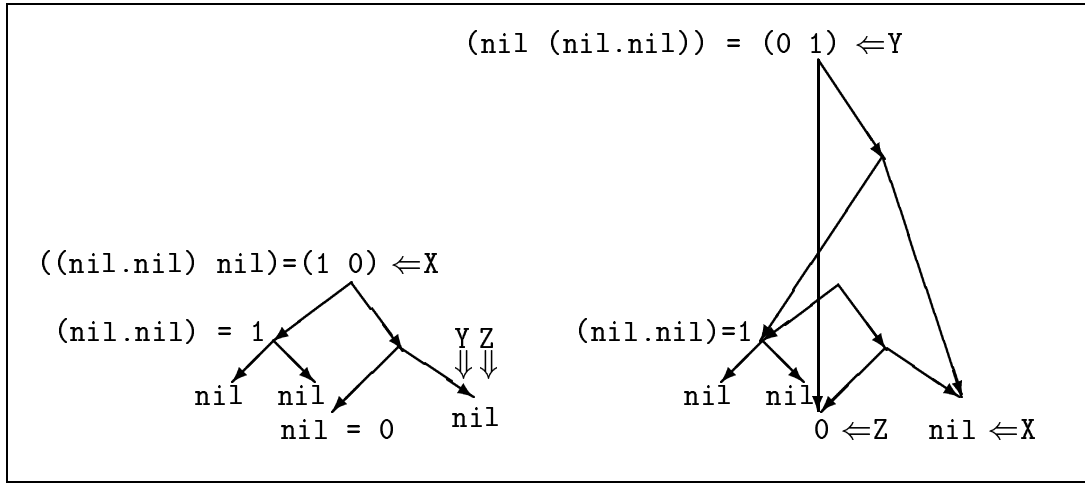 (nil (nil.nil)) = (0 1) ⇐Y
((nil.nil) nil)=(1 0) ⇐X
(nil.nil) = 1
Y Z
⇓ ⇓
nil nil
nil
nil = 0
(nil.nil)=1
nil nil
0 ⇐Z nil ⇐X